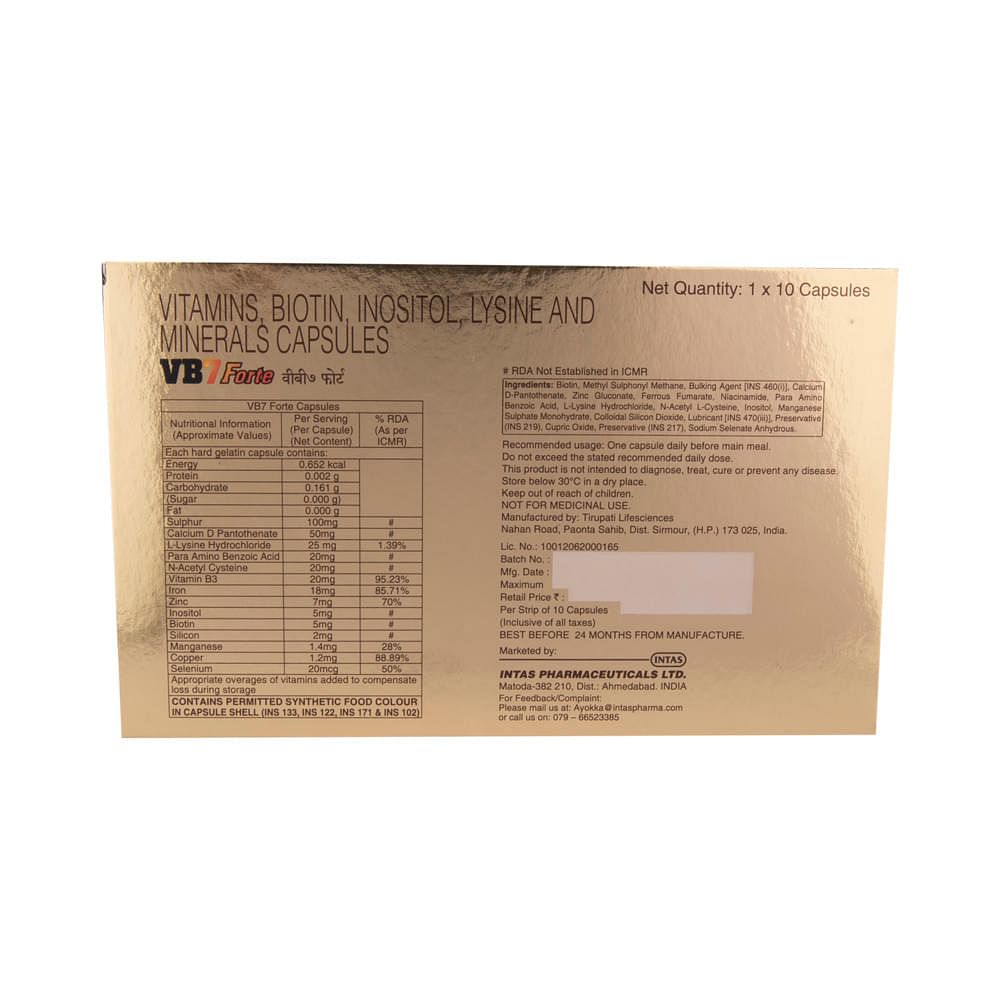 Net Quantity: 1 x 10 Capsules
VITAMINS, BIOTIN, INOSITOL, LYSINE AND
MINERALS CAPSULES
VB7 Forte वीबी७ फोर्ट
VB7 Forte Capsules
Nutritional Information (Approximate Values) Per Serving (Per Capsule) (Net Content) % RDA (As per ICMR)
Each hard gelatin capsule contains:
Energy 0.652 kcal
Protein 0.002 g
Carbohydrate 0.161 g
(Sugar 0.000 g)
Fat 0.000 g
Sulphur 100mg #
Calcium D Pantothenate 50mg #
L-Lysine Hydrochloride 25 mg 1.39%
Para Amino Benzoic Acid 20mg #
N-Acetyl Cysteine 20mg #
Vitamin B3 20mg 95.23%
Iron 18mg 85.71%
Zinc 7mg 70%
Inositol 5mg #
Biotin 5mg #
Silicon 2mg #
Manganese 1.4mg 28%
Copper 1.2mg 88.89%
Selenium 20mcg 50%
Appropriate overages of vitamins added to compensate
loss during storage
CONTAINS PERMITTED SYNTHETIC FOOD COLOUR
IN CAPSULE SHELL (INS 133, INS 122, INS 171 & INS 102)
# RDA Not Established in ICMR
Ingredients: Biotin, Methyl Sulphonyl Methane, Bulking Agent [INS 460(i)], Calcium
D-Pantothenate, Zinc Gluconate, Ferrous Fumarate, Niacinamide, Para Amino
Benzoic Acid, L-Lysine Hydrochloride, N-Acetyl L-Cysteine, Inositol, Manganese
Sulphate Monohydrate, Colloidal Silicon Dioxide, Lubricant [INS 470(iii)], Preservative
(INS 219), Cupric Oxide, Preservative (INS 217), Sodium Selenate Anhydrous.
Recommended usage: One capsule daily before main meal.
Do not exceed the stated recommended daily dose.
This product is not intended to diagnose, treat, cure or prevent any disease.
Store below 30°C in a dry place.
Keep out of reach of children.
NOT FOR MEDICINAL USE.
Manufactured by: Tirupati Lifesciences
Nahan Road, Paonta Sahib, Dist. Sirmour, (H.P.) 173 025, India.
Lic. No.: 10012062000165
Batch No. :
Mfg. Date :
Maximum
Retail Price ₹ :
Per Strip of 10 Capsules
(Inclusive of all taxes)
BEST BEFORE 24 MONTHS FROM MANUFACTURE.
Marketed by:
INTAS
INTAS PHARMACEUTICALS LTD.
Matoda-382 210, Dist.: Ahmedabad. INDIA
For Feedback/Complaint:
Please mail us at: Ayokka@intaspharma.com
or call us on: 079 – 66523385